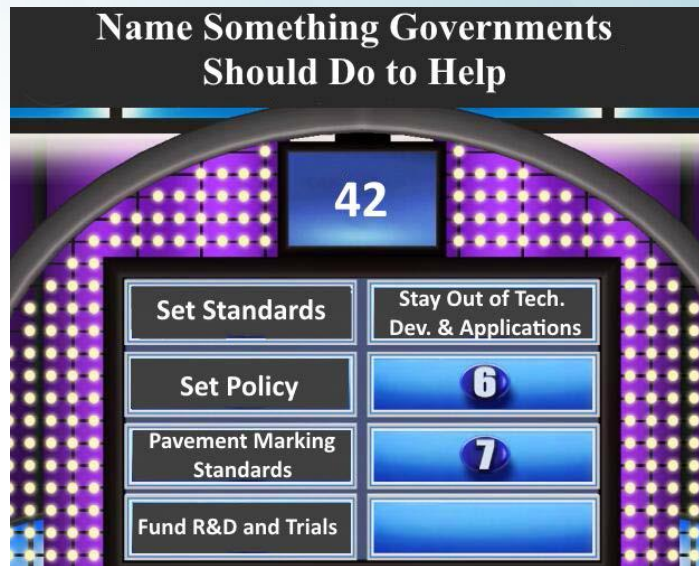 Name Something Governments
Should Do to Help
42
Set Standards
Stay Out of Tech.
Dev. & Applications
Set Policy
6
Pavement Marking
Standards
7
Fund R&D and Trials